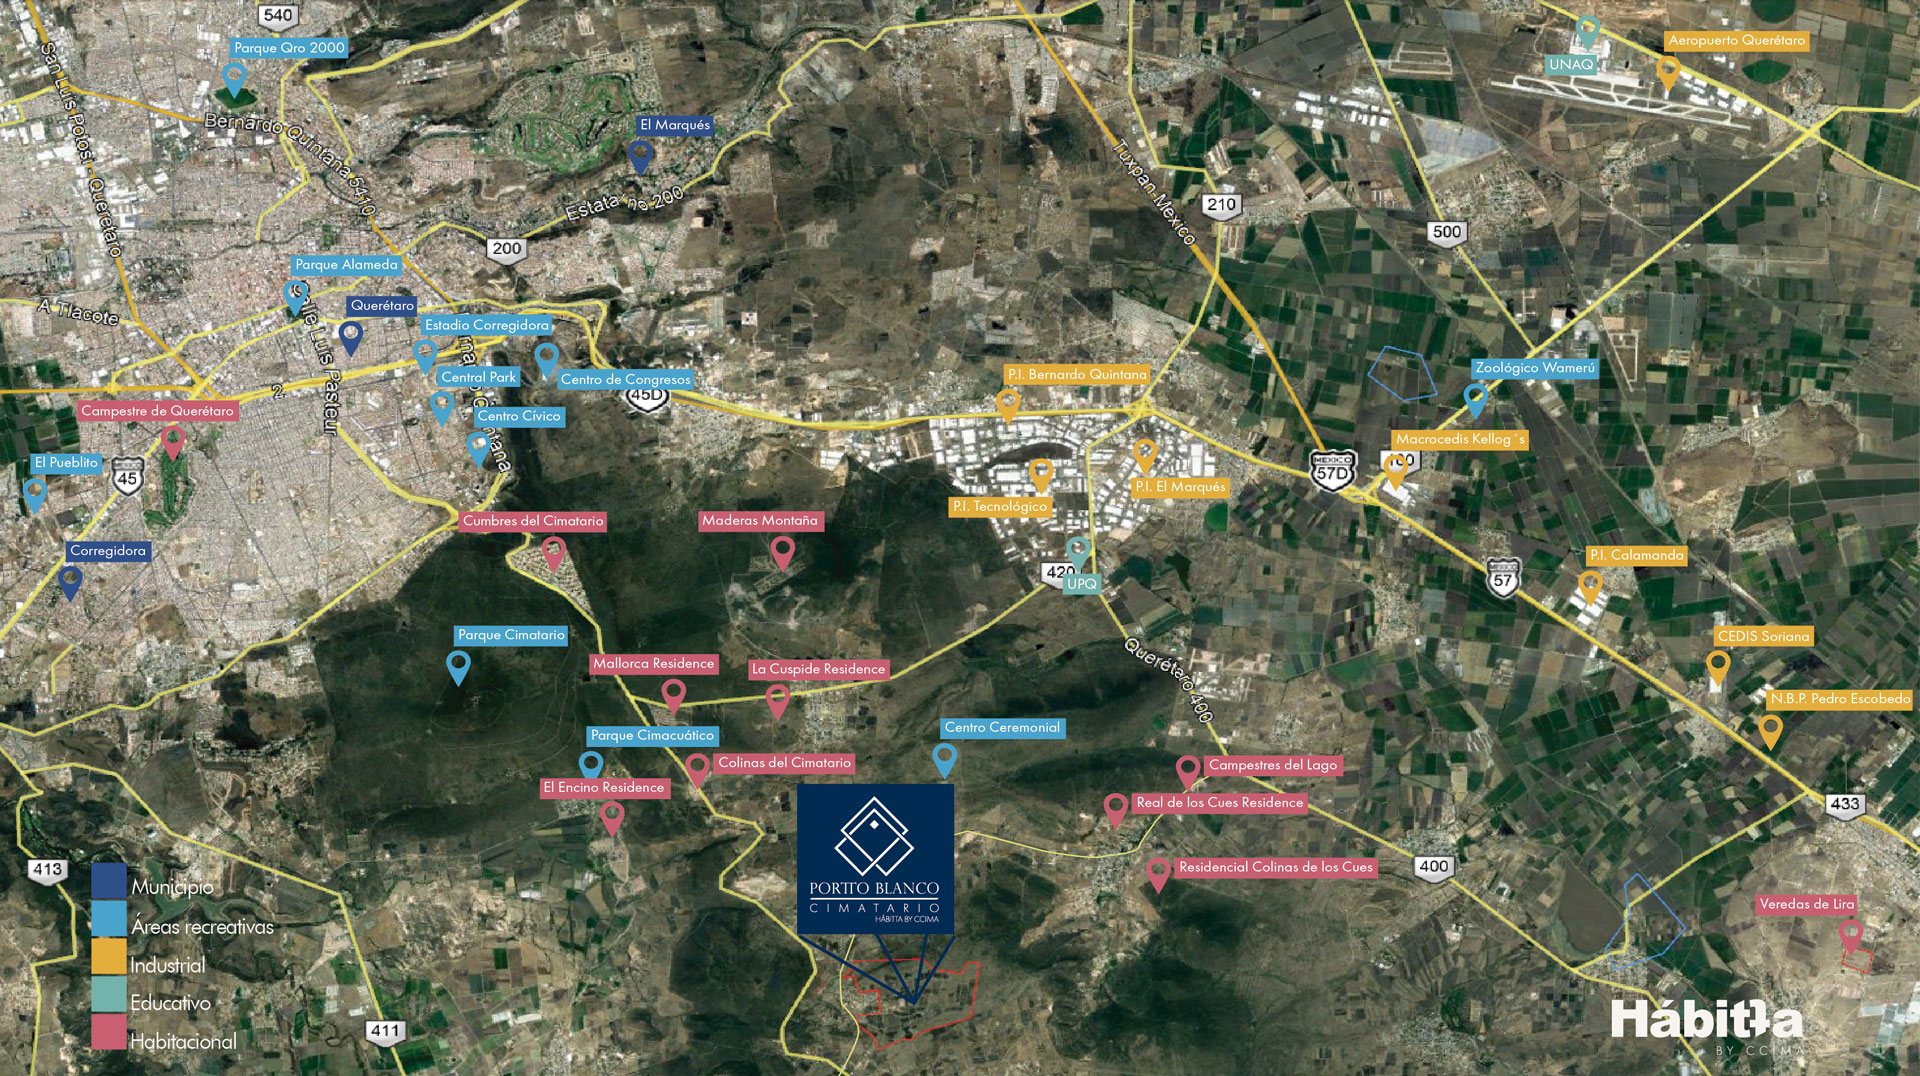 540
Parque Qro 2000
San Luis Potosí - Querétaro
Bernardo Quintana 5410
El Marqués
Estatal no 200
200
Tuxpan-Mexico
210
500
UNAQ
Aeropuerto Querétaro
Parque Alameda
A Tlacote
Querétaro
Calle Luis Pasteur
Estadio Corregidora
Central Park
Centro de Congresos
45D
2
Centro Cívico
Campestre de Querétaro
El Pueblito
MEXICO
45
Corregidora
P.I. Bernardo Quintana
P.I. Tecnológico
P.I. El Marqués
MEXICO
57D
Zoológico Wamerú
Macrocedis Kellog´s
100
Cumbres del Cimatario
Maderas Montaña
420
UPQ
P.I. Calamanda
MEXICO
57
CEDIS Soriana
N.B.P. Pedro Escobedo
Parque Cimatario
Mallorca Residence
La Cuspide Residence
Querétaro 400
Parque Cimacuático
Centro Ceremonial
Colinas del Cimatario
El Encino Residence
Campestres del Lago
Real de los Cues Residence
Residencial Colinas de los Cues
433
400
413
411
PORTTO BLANCO
CIMATARIO
HÁBITTA BY CCIMA
Veredas de Lira
Municipio
Áreas recreativas
Industrial
Educativo
Habitacional
Hábitta
BY CCIMA